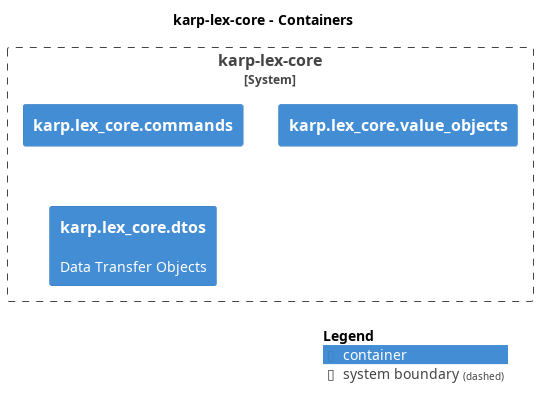 karp-lex-core - Containers
karp-lex-core
[System]
karp.lex_core.commands
karp.lex_core.value_objects
karp.lex_core.dtos
Data Transfer Objects
Legend
container
system boundary (dashed)